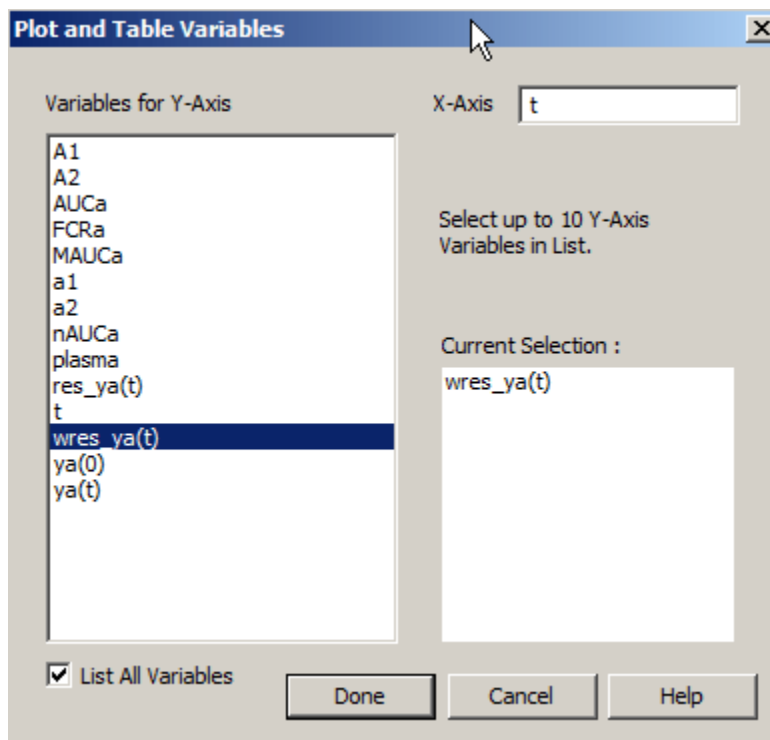 Plot and Table Variables
Variables for Y-Axis
X-Axis
t
A1
A2
AUCa
FCRa
MAUCa
a1
a2
nAUCa
plasma
res_ya(t)
t
wres_ya(t)
ya(0)
ya(t)
Select up to 10 Y-Axis
Variables in List.
Current Selection :
wres_ya(t)
List All Variables
Done
Cancel
Help